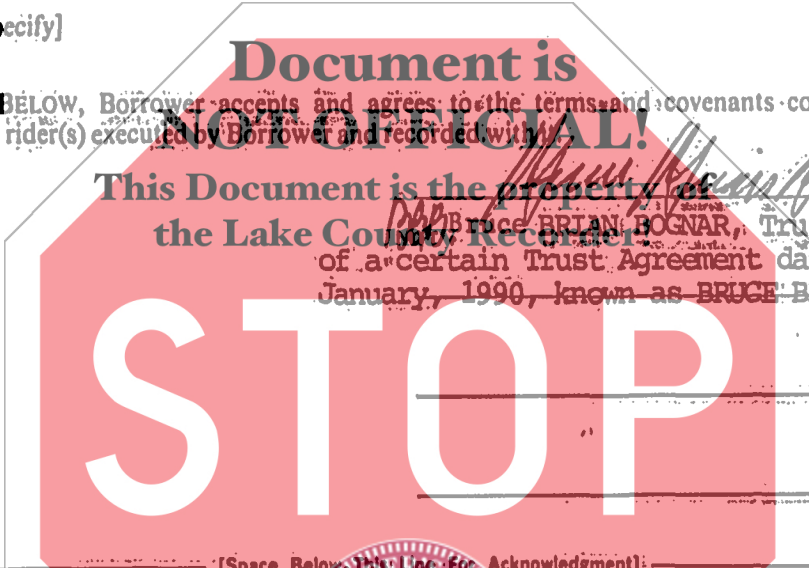 ecify]
Document is
BELOW, Borrower accepts and agrees to the terms and covenants co
rider(s) executed by Borrower and recorded with
NOT OFFICIAL!
This Document is the property of
the Lake County Recorder!
Bruce BRIAN BOGNAR, Tru
of a certain Trust Agreement da
January, 1990, known as BRUCE B
STOP
[Space Below This Line For Acknowledgment]